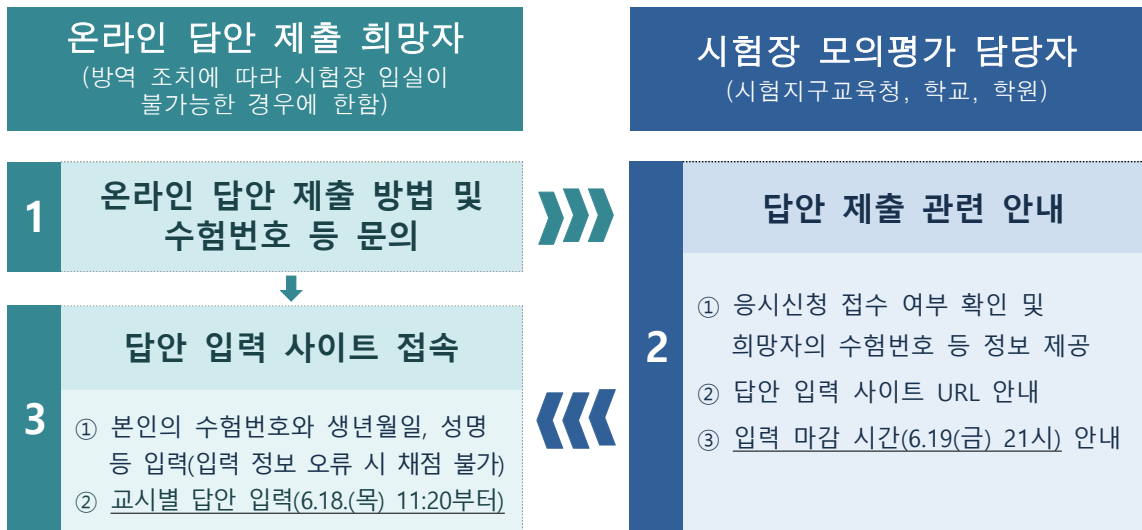 온라인 답안 제출 희망자
(방역 조치에 따라 시험장 입실이
불가능한 경우에 한함)
시험장 모의평가 담당자
(시험지구교육청, 학교, 학원)
1
온라인 답안 제출 방법 및
수험번호 등 문의
2
답안 제출 관련 안내
① 응시신청 접수 여부 확인 및
희망자의 수험번호 등 정보 제공
② 답안 입력 사이트 URL 안내
③ 입력 마감 시간(6.19(금) 21시) 안내
3
답안 입력 사이트 접속
① 본인의 수험번호와 생년월일, 성명
등 입력(입력 정보 오류 시 채점 불가)
② 교시별 답안 입력(6.18.(목) 11:20부터)